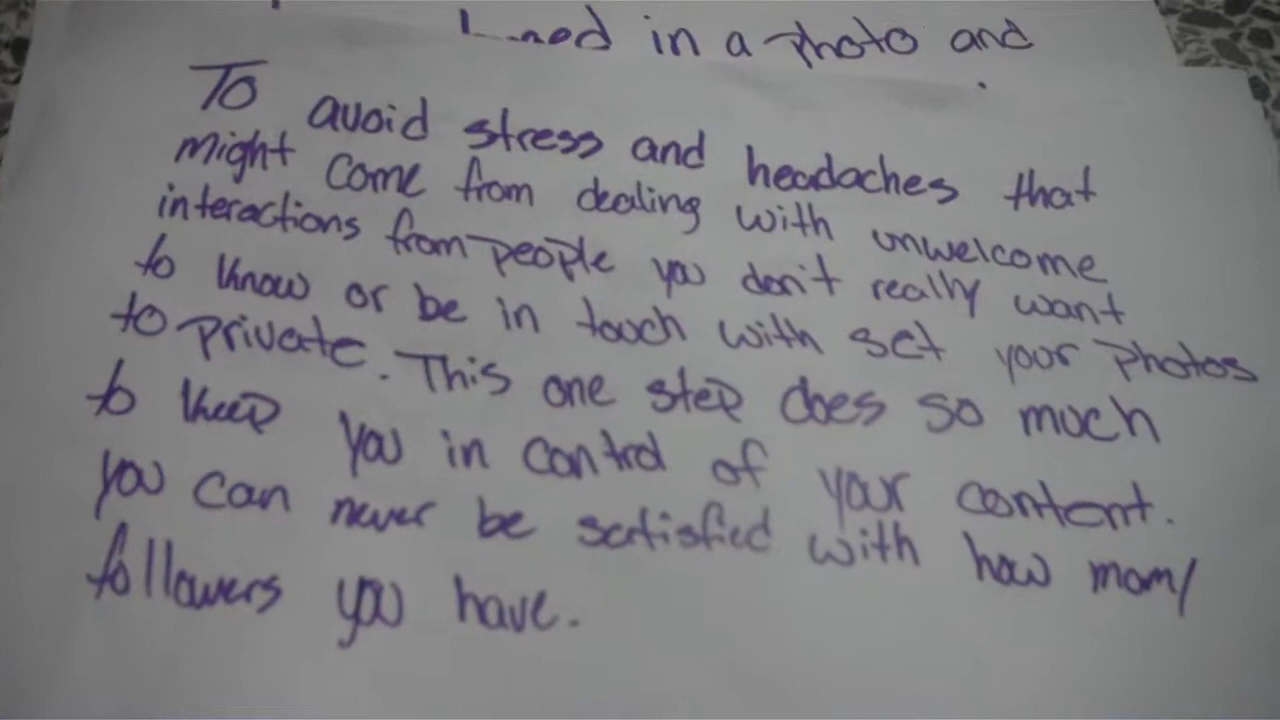 in a photo and
To avoid stress and headaches that
might come from dealing with unwelcome
interactions from people you don't really want
to know or be in touch with set your photos
to private. This one step does so much
to keep you in control of your content.
you can never be satisfied with how many
followers you have.